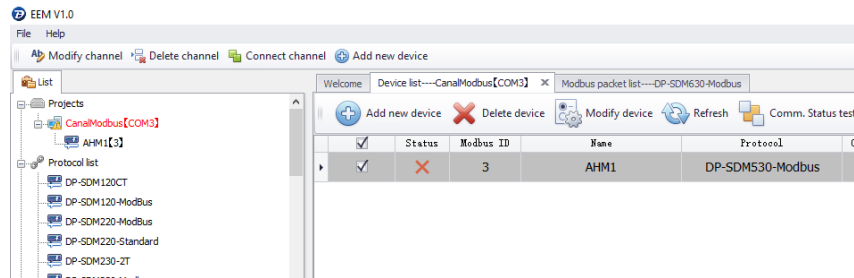 EEM V1.0
File Help
Modify channel Delete channel Connect channel Add new device
List
Welcome Device list----CanalModbus【COM3】 Modbus packet list----DP-SDM630-Modbus
Projects
CanalModbus【COM3】
AHM1【3】
Protocol list
DP-SDM120CT
DP-SDM120-ModBus
DP-SDM220-ModBus
DP-SDM220-Standard
DP-SDM230-2T
Add new device Delete device Modify device Refresh Comm. Status test
Status Modbus ID Name Protocol
3 AHM1 DP-SDM530-Modbus